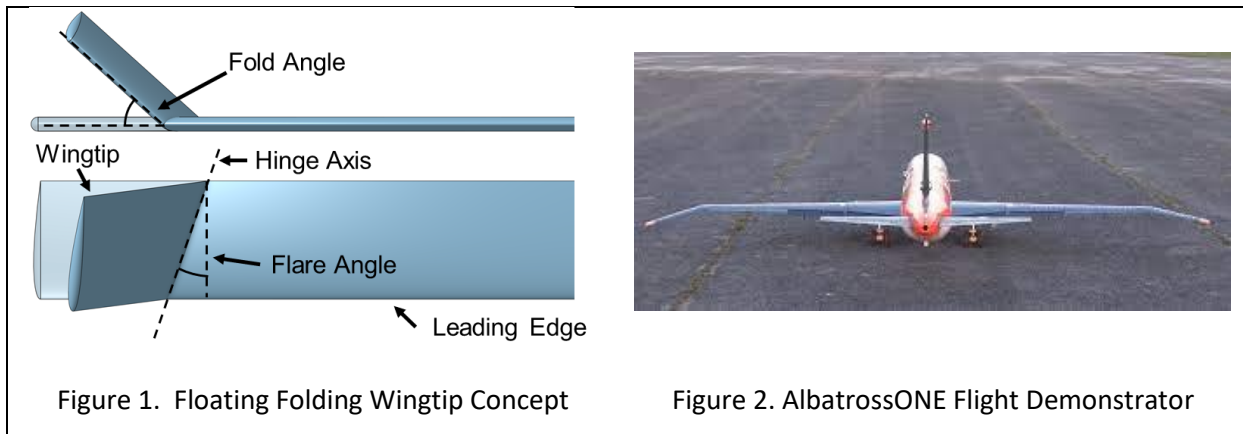 Fold Angle
Wingtip
Hinge Axis
Flare Angle
Leading Edge
Figure 1.  Floating Folding Wingtip Concept
Figure 2. AlbatrossONE Flight Demonstrator